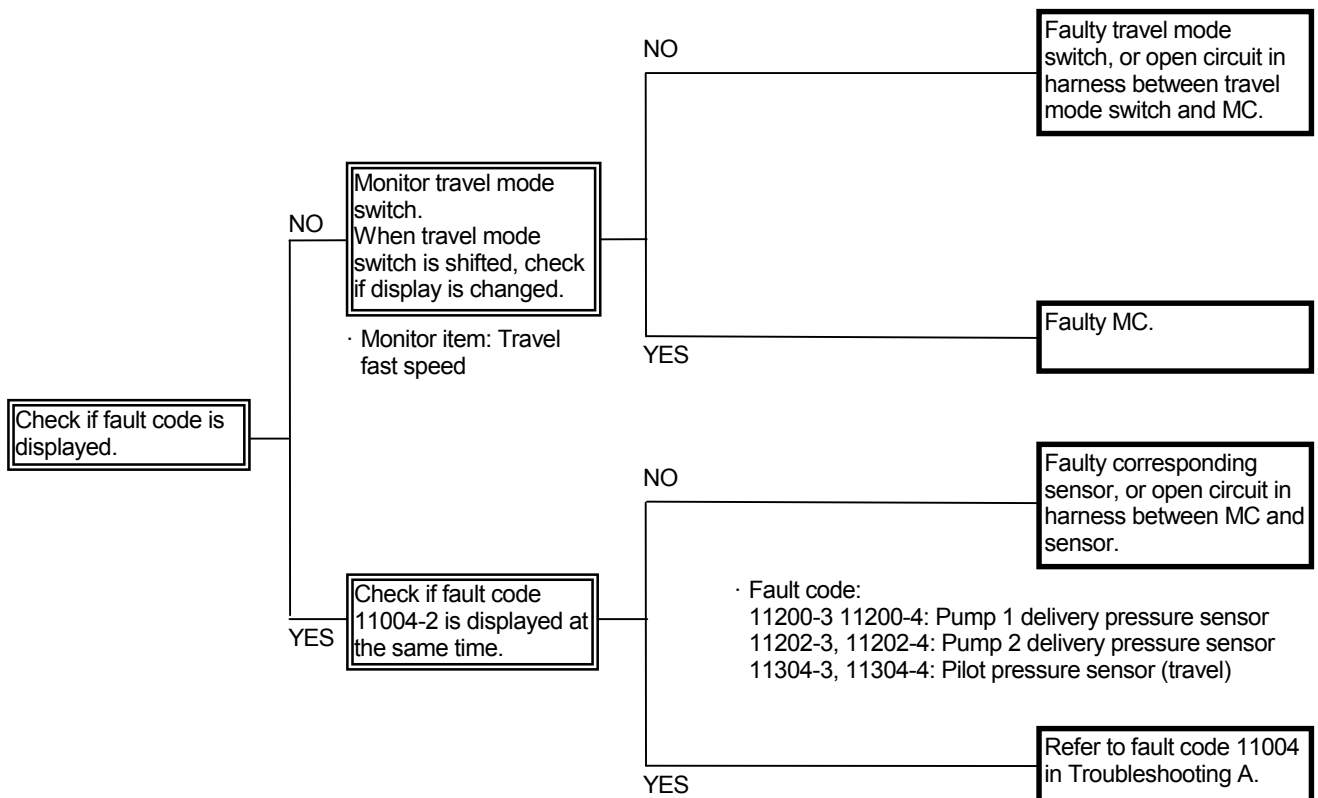 NO
Faulty travel mode
switch, or open circuit in
harness between travel
mode switch and MC.
NO
Monitor travel mode
switch.
When travel mode
switch is shifted, check
if display is changed.
· Monitor item: Travel
fast speed
YES
Faulty MC.
Check if fault code is
displayed.
NO
Faulty corresponding
sensor, or open circuit in
harness between MC and
sensor.
YES
Check if fault code
11004-2 is displayed at
the same time.
· Fault code:
11200-3 11200-4: Pump 1 delivery pressure sensor
11202-3, 11202-4: Pump 2 delivery pressure sensor
11304-3, 11304-4: Pilot pressure sensor (travel)
YES
Refer to fault code 11004
in Troubleshooting A.